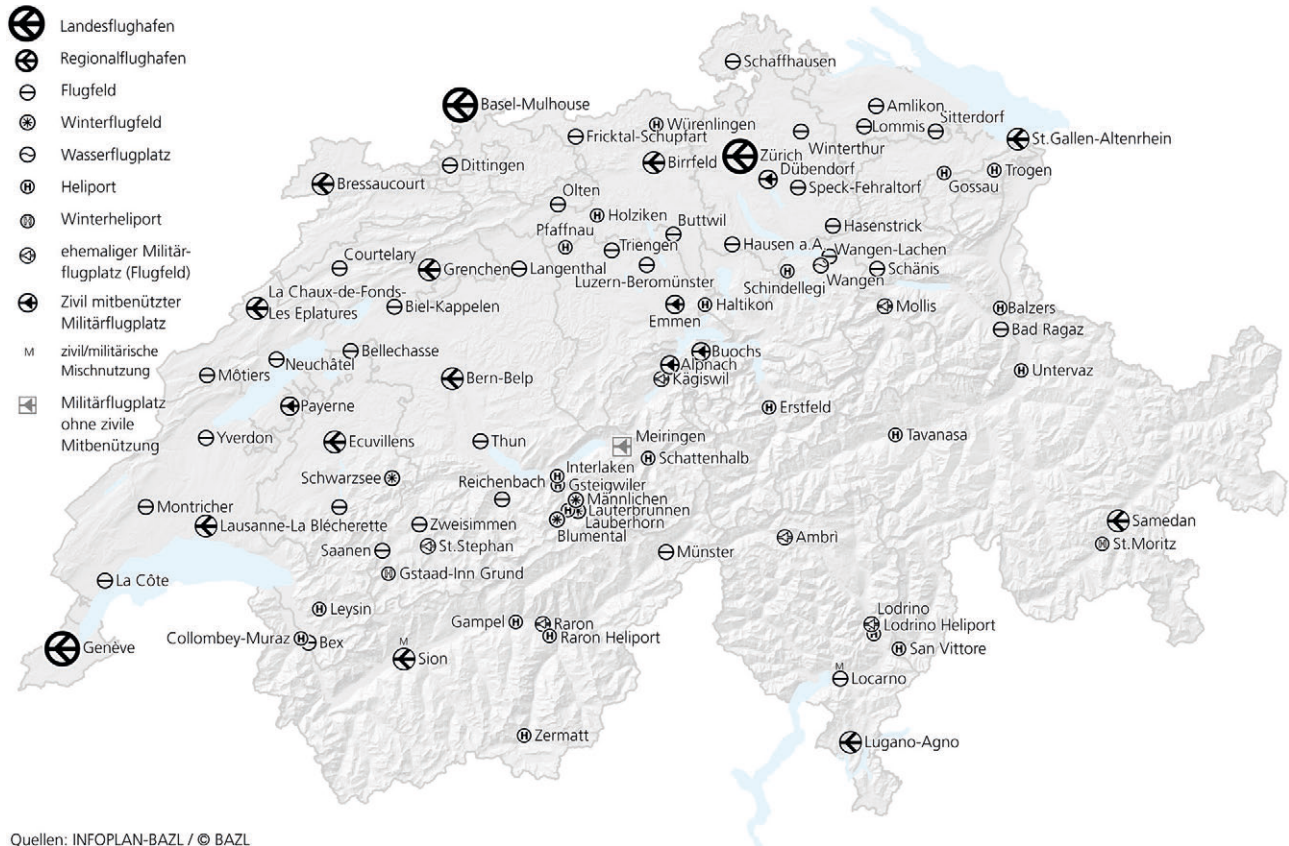 Landesflughafen
Regionalflughafen
Flugfeld
Winterflugfeld
Wasserflugplatz
Heliport
Winterheliport
ehemaliger Militär-
flugplatz (Flugfeld)
Zivil mitbenützter
Militärflugplatz
M zivil/militärische
Mischnutzung
Militärflugplatz
ohne zivile
Mitbenützung
Schaffhausen
Basel-Mulhouse
Amlikon
Würenlingen
Lommis
Sitterdorf
Fricktal-Schupfart
Winterthur
St.Gallen-Altenrhein
Dittingen
Birrfeld
Zürich
Dübendorf
Gossau
Trogen
Bressaucourt
Speck-Fehraltorf
Olten
Holziken
Pfaffnau
Buttwil
Hasenstrick
Triengen
Hausen a.A.
Wangen-Lachen
Courtelary
Grenchen
Langenthal
Luzern-Beromünster
Schindellegi
Wangen
Schänis
La Chaux-de-Fonds-
Les Eplatures
Biel-Kappelen
Emmen
Haltikon
Mollis
Balzers
Bad Ragaz
Bellechasse
Neuchâtel
Buochs
Alpnach
Kägiswil
Môtiers
Bern-Belp
Untervaz
Payerne
Erstfeld
Yverdon
Ecuvillens
Thun
Meiringen
Tavanasa
Schattenhalb
Schwarzsee
Interlaken
Reichenbach
Gsteigwiler
Männlichen
Montricher
Lauterbrunnen
Lausanne-La Blécherette
Zweisimmen
Lauberhorn
Blumental
Samedan
St.Stephan
Ambrì
St.Moritz
Saanen
Münster
Gstaad-Inn Grund
La Côte
Leysin
Gampel
Raron
Lodrino
Lodrino Heliport
Collombey-Muraz
Bex
Raron Heliport
San Vittore
Genève
M
Sion
M
Locarno
Zermatt
Lugano-Agno
Quellen: INFOPLAN-BAZL / © BAZL